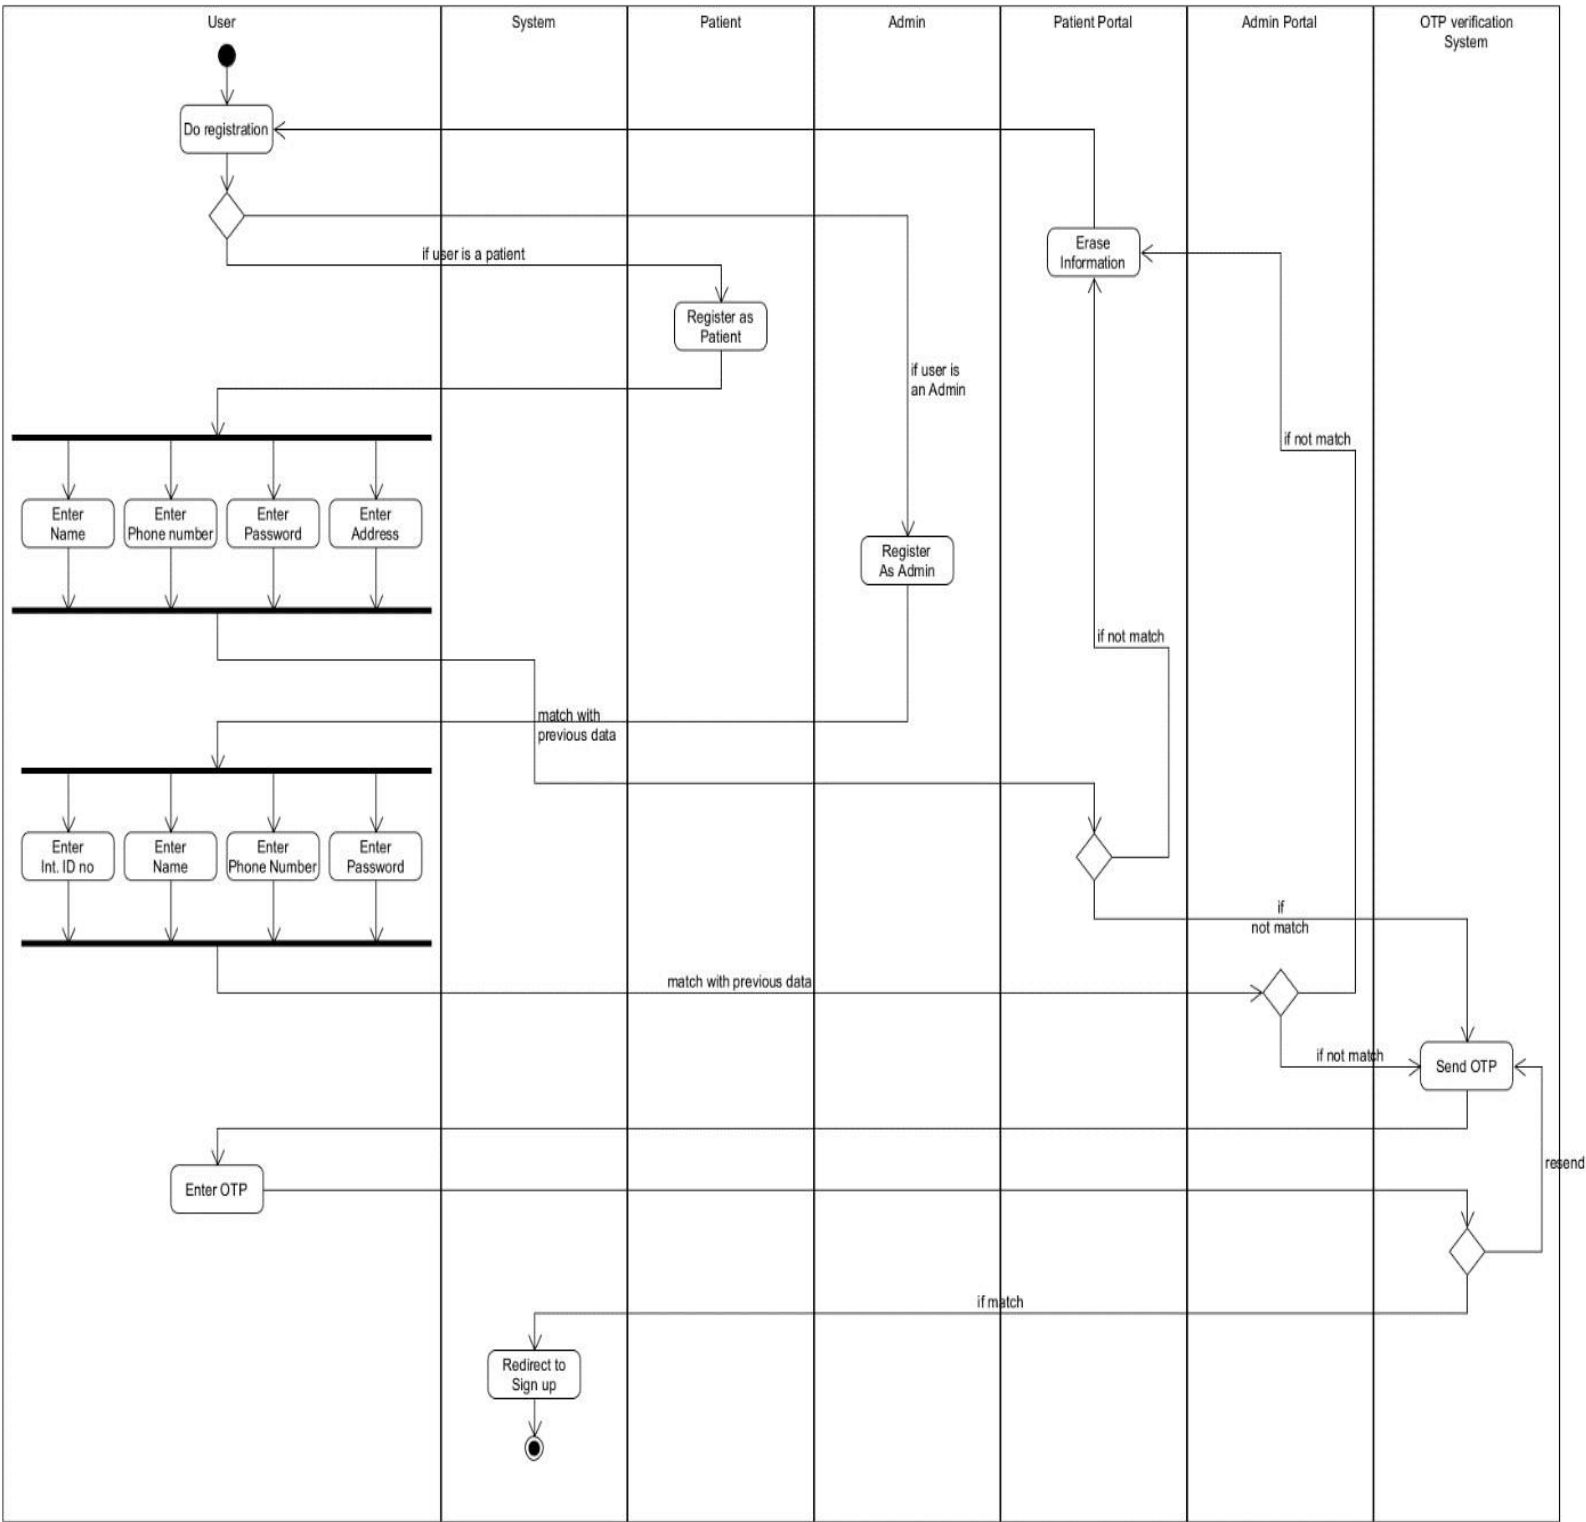 User
System
Patient
Admin
Patient Portal
Admin Portal
OTP verification
System
Do registration
if user is a patient
Erase
Information
Register as
Patient
if user is
an Admin
if not match
Enter
Name
Enter
Phone number
Enter
Password
Enter
Address
Register
As Admin
if not match
match with
previous data
Enter
Int. ID no
Enter
Name
Enter
Phone Number
Enter
Password
if
not match
match with previous data
if not match
Send OTP
resend
Enter OTP
if match
Redirect to
Sign up